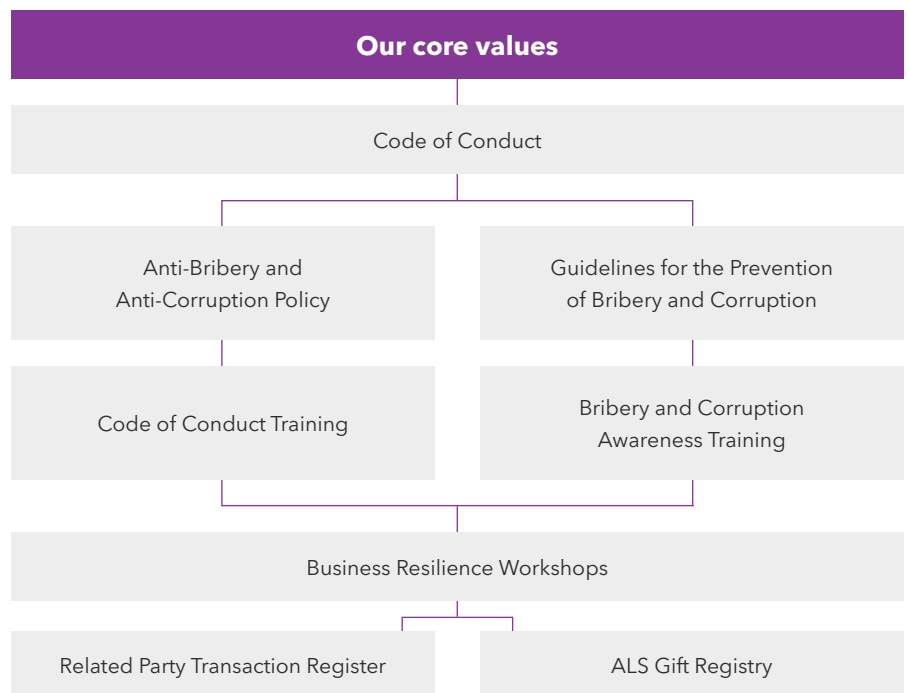 Our core values
Code of Conduct
Anti-Bribery and
Anti-Corruption Policy
Guidelines for the Prevention
of Bribery and Corruption
Code of Conduct Training
Bribery and Corruption
Awareness Training
Business Resilience Workshops
Related Party Transaction Register
ALS Gift Registry